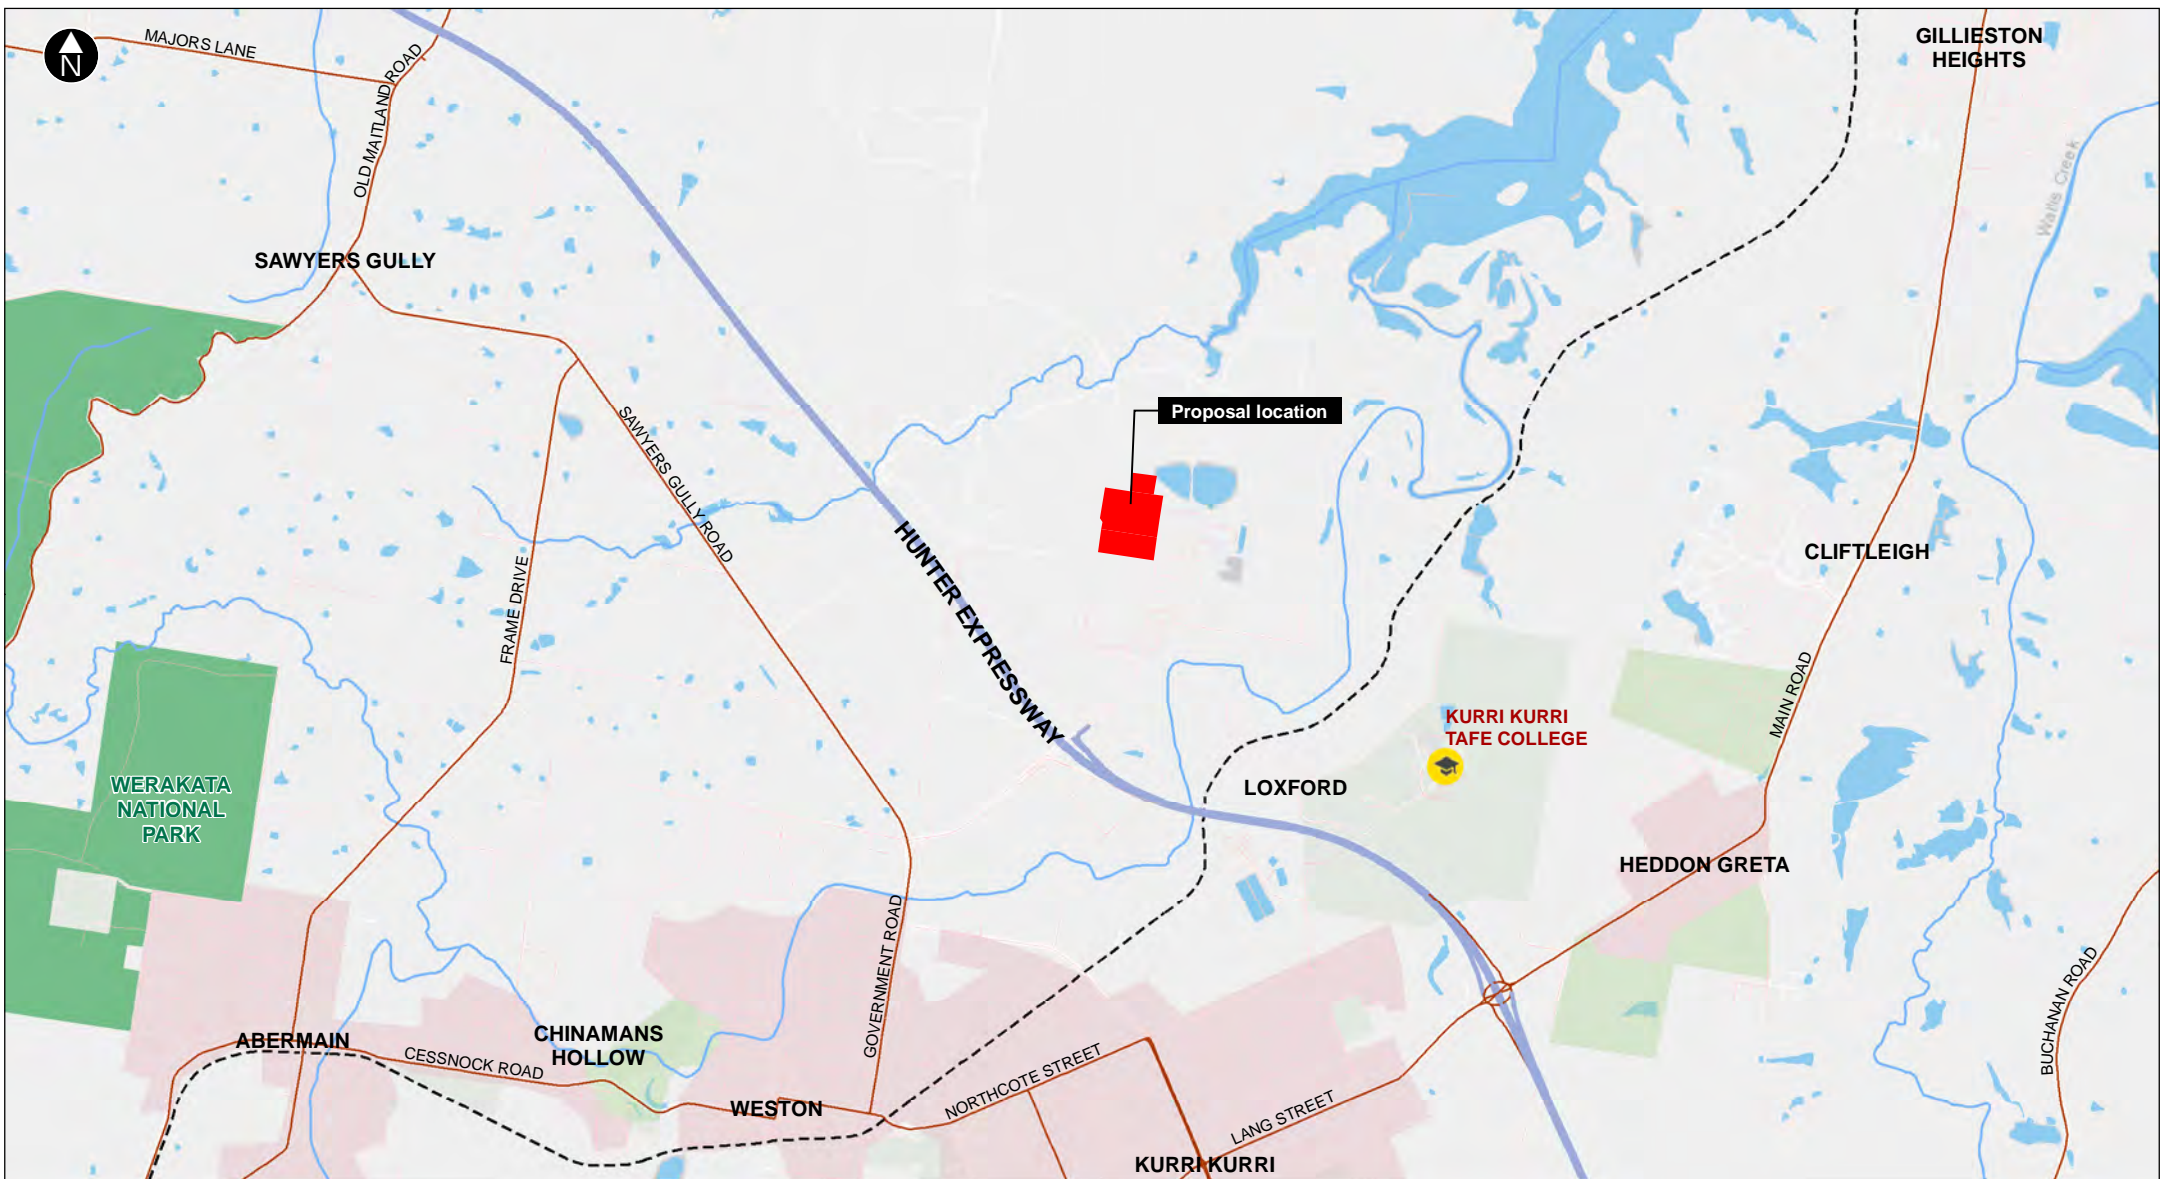 GILLIESTON
HEIGHTS
MAJORS LANE
N
OLD MAITLAND ROAD
Wallis Creek
SAWYERS GULLY
Proposal location
SAWYERS GULLY ROAD
HUNTER EXPRESSWAY
CLIFTLEIGH
FRAME DRIVE
MAIN ROAD
KURRI KURRI
TAFE COLLEGE
WERAKATA
NATIONAL
PARK
LOXFORD
HEDDON GRETA
GOVERNMENT ROAD
BUCHANAN ROAD
ABERMAIN
CHINAMANS
HOLLOW
CESSNOCK ROAD
NORTHCOTE STREET
WESTON
LANG STREET
KURRI KURRI